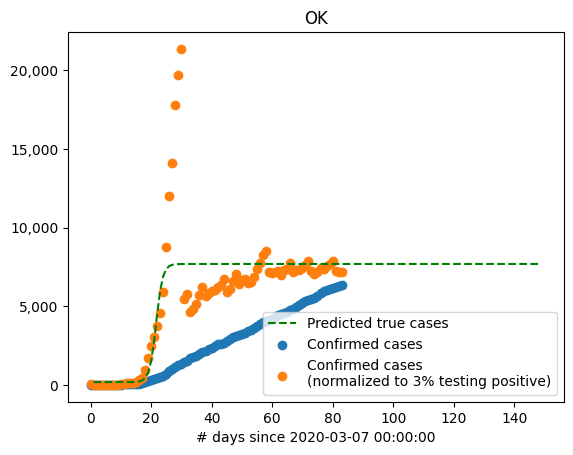 OK
20,000
15,000
10,000
5,000
0
Predicted true cases
Confirmed cases
Confirmed cases
(normalized to 3% testing positive)
0 20 40 60 80 100 120 140
# days since 2020-03-07 00:00:00